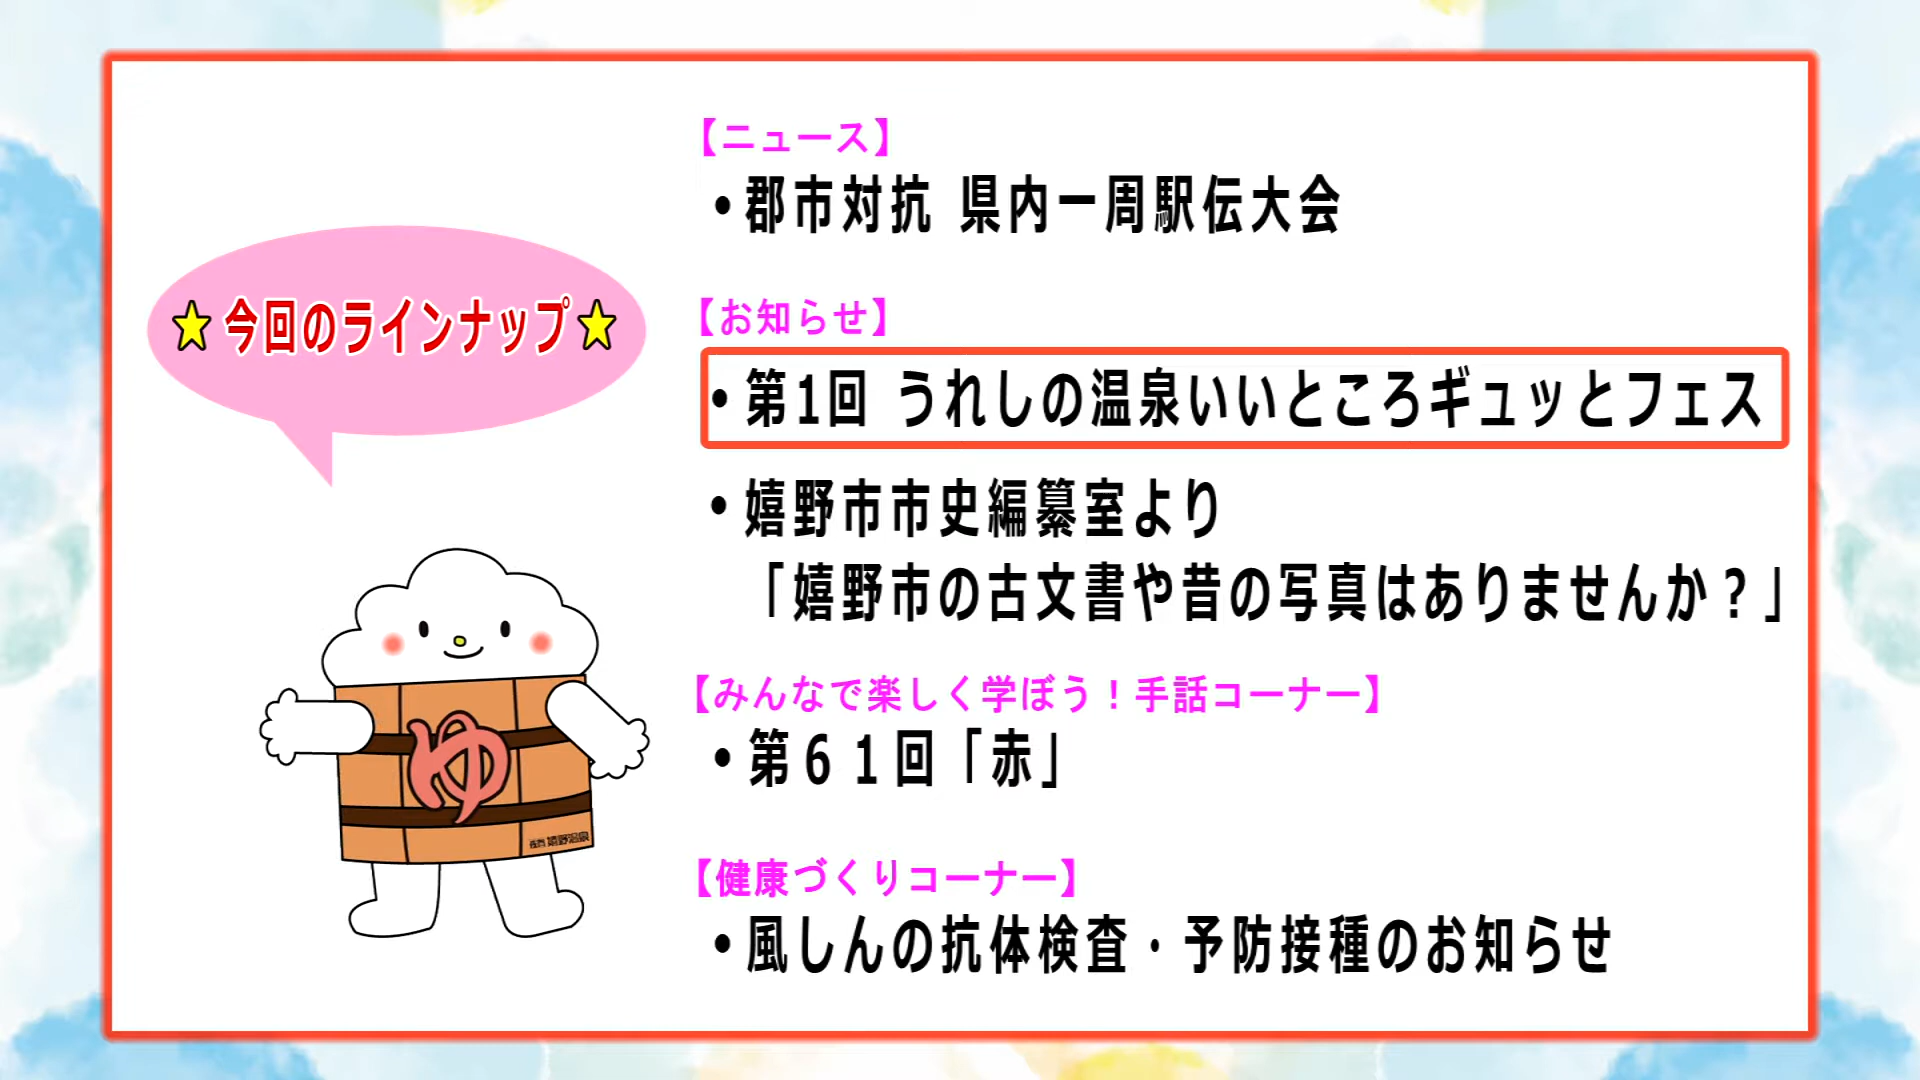 ★今回のラインナップ★
【ニュース】
・郡市対抗 県内一周駅伝大会
【お知らせ】
・第1回 うれしの温泉いいところギュッとフェス
・嬉野市市史編纂室より
「嬉野市の古文書や昔の写真はありませんか？」
【みんなで楽しく学ぼう！手話コーナー】
・第６１回「赤」
【健康づくりコーナー】
・風しんの抗体検査・予防接種のお知らせ
ゆ
嬉野温泉